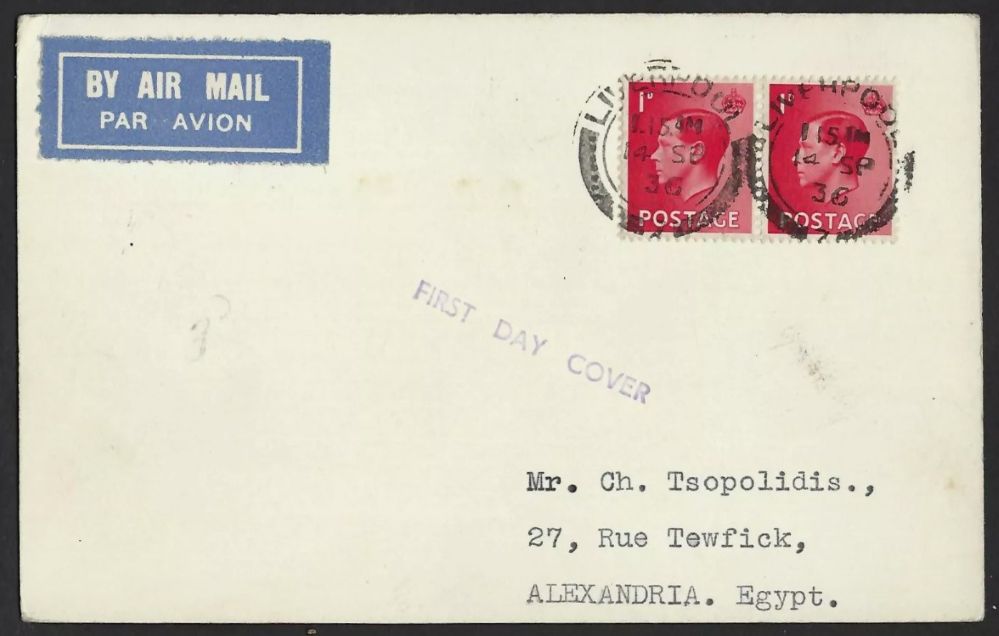 BY AIR MAIL
PAR AVION
LIVERPOOL LIVERPOOL
1D
1.15 PM 1.15 PM
14 SP 14 SP
36 36
POSTAGE POSTAGE
FIRST DAY COVER
Mr. Ch. Tsopolidis.,
27, Rue Tewfick,
ALEXANDRIA. Egypt.